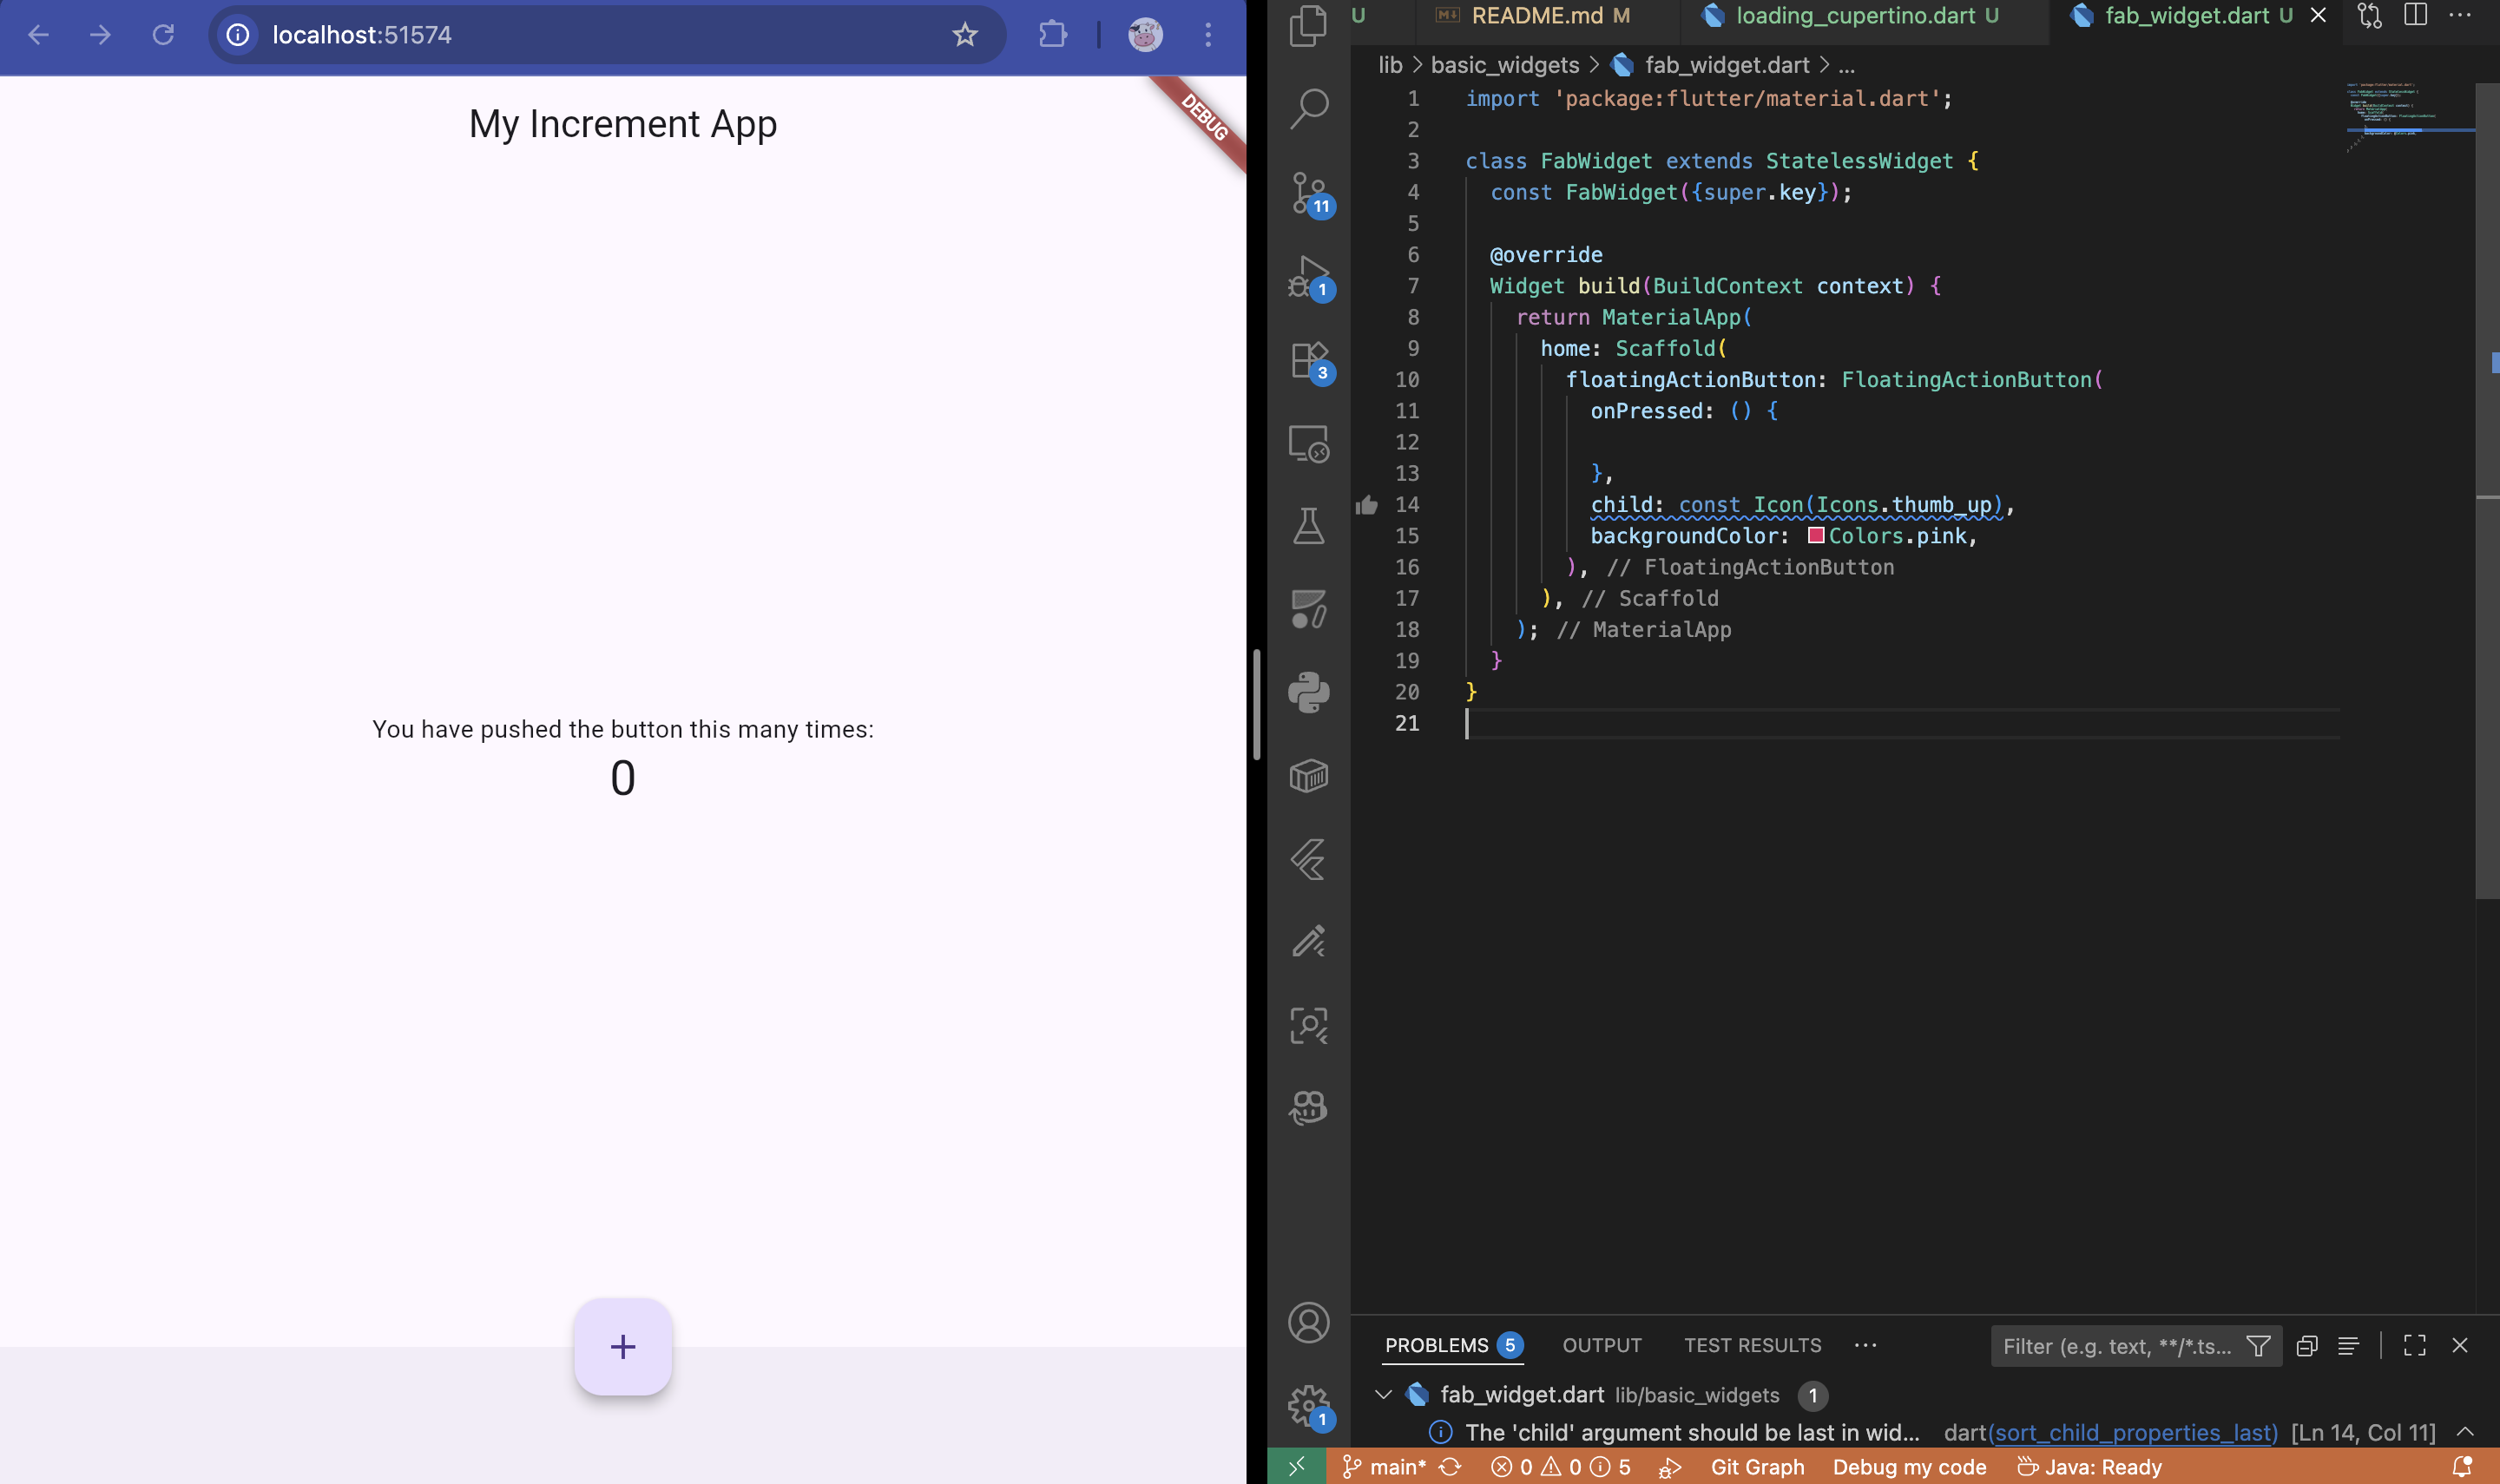 localhost:51574
My Increment App
DEBUG
You have pushed the button this many times:
0
+
U
README.md M
loading_cupertino.dart U
fab_widget.dart U
lib > basic_widgets > fab_widget.dart > ...
1 import 'package:flutter/material.dart';
2
3 class FabWidget extends StatelessWidget {
4 const FabWidget({super.key});
5
6 @override
7 Widget build(BuildContext context) {
8 return MaterialApp(
9 home: Scaffold(
10 floatingActionButton: FloatingActionButton(
11 onPressed: () {
12
13 },
14 child: const Icon(Icons.thumb_up),
15 backgroundColor: Colors.pink,
16 ), // FloatingActionButton
17 ), // Scaffold
18 ); // MaterialApp
19 }
20 }
21
11
1
3
1
PROBLEMS 5 OUTPUT TEST RESULTS ...
Filter (e.g. text, **/*.ts...
fab_widget.dart lib/basic_widgets 1
The 'child' argument should be last in wid... dart(sort_child_properties_last) [Ln 14, Col 11]
main* 0 0 5 Git Graph Debug my code Java: Ready